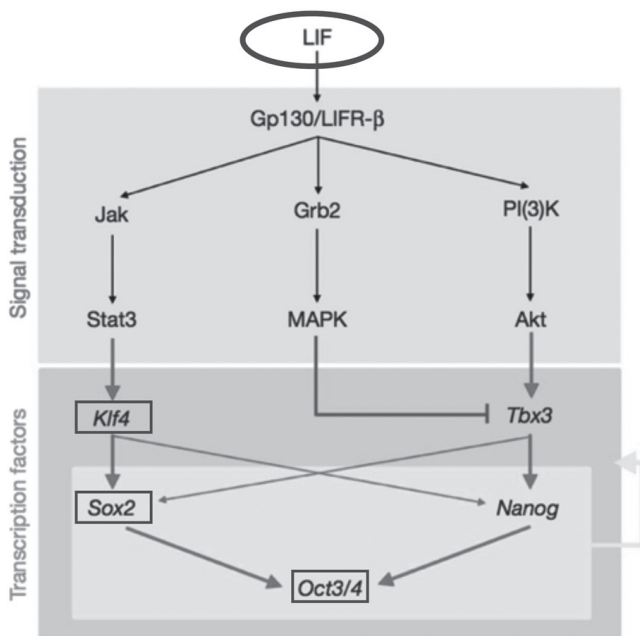 LIF
Gp130/LIFR-β
Signal transduction
Jak
Grb2
PI(3)K
Stat3
MAPK
Akt
Transcription factors
Klf4
Tbx3
Sox2
Nanog
Oct3/4